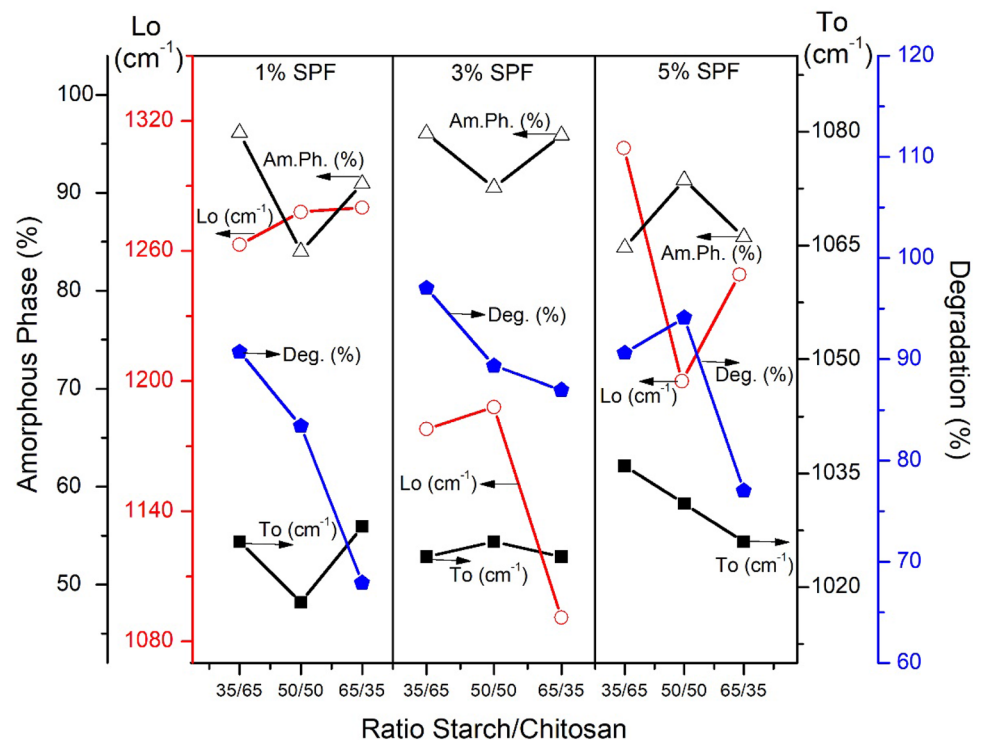 Lo
(cm-1)
To
(cm-1)
1% SPF
3% SPF
5% SPF
Amorphous Phase (%)
100
90
80
70
60
50
1320
1260
1200
1140
1080
Am.Ph. (%)
Lo (cm-1)
Deg. (%)
To (cm-1)
Am.Ph. (%)
Deg. (%)
Lo (cm-1)
To (cm-1)
Am.Ph. (%)
Deg. (%)
Lo (cm-1)
To (cm-1)
1080
1065
1050
1035
1020
120
110
100
90
80
70
60
Degradation (%)
35/65 50/50 65/35 35/65 50/50 65/35 35/65 50/50 65/35
Ratio Starch/Chitosan